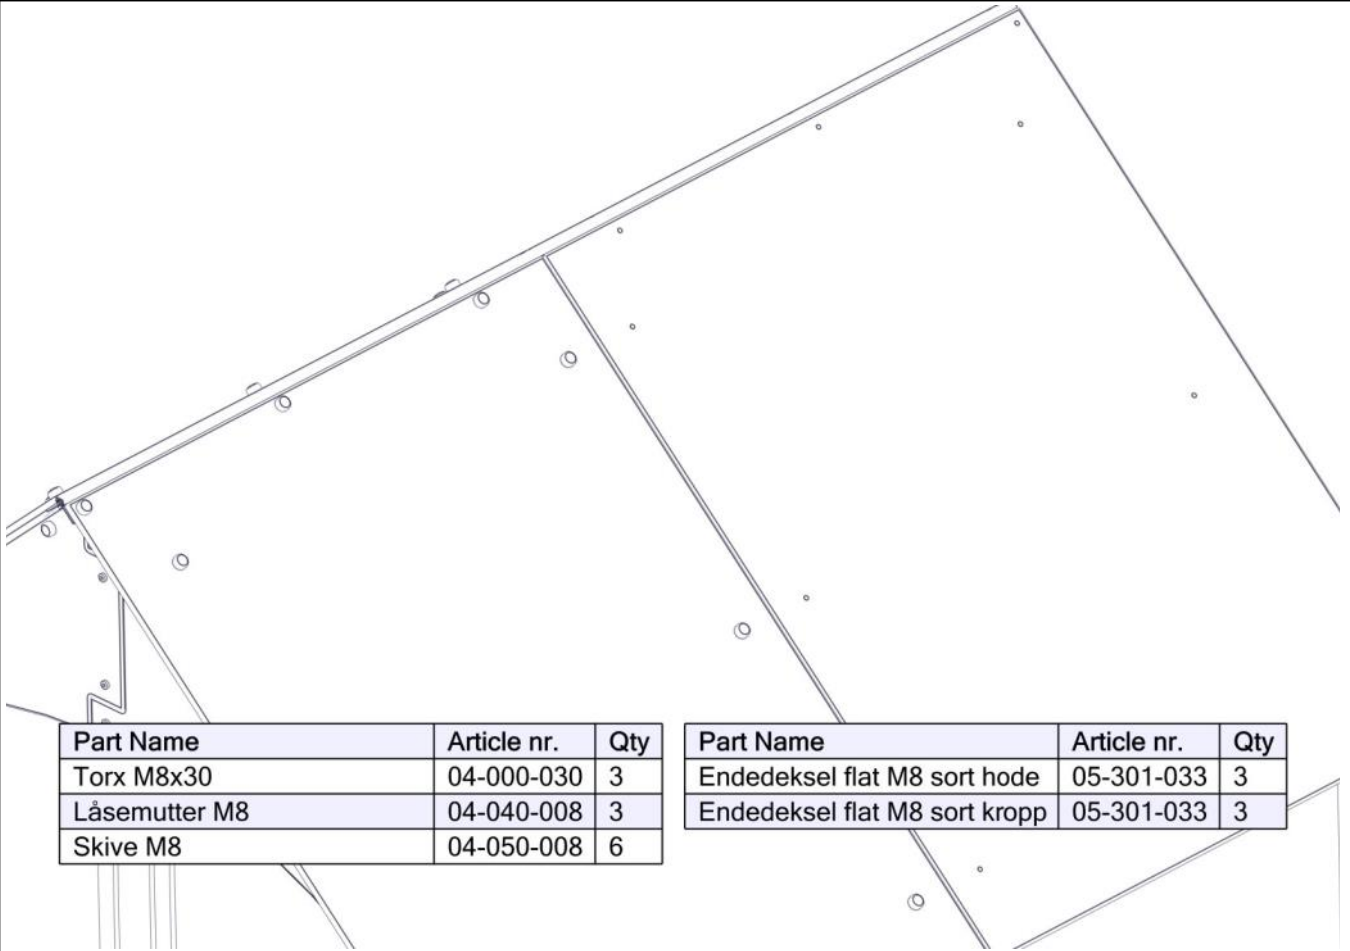 Part Name Article nr. Qty
Torx M8x30 04-000-030 3
Låsemutter M8 04-040-008 3
Skive M8 04-050-008 6
Part Name Article nr. Qty
Endedeksel flat M8 sort hode 05-301-033 3
Endedeksel flat M8 sort kropp 05-301-033 3